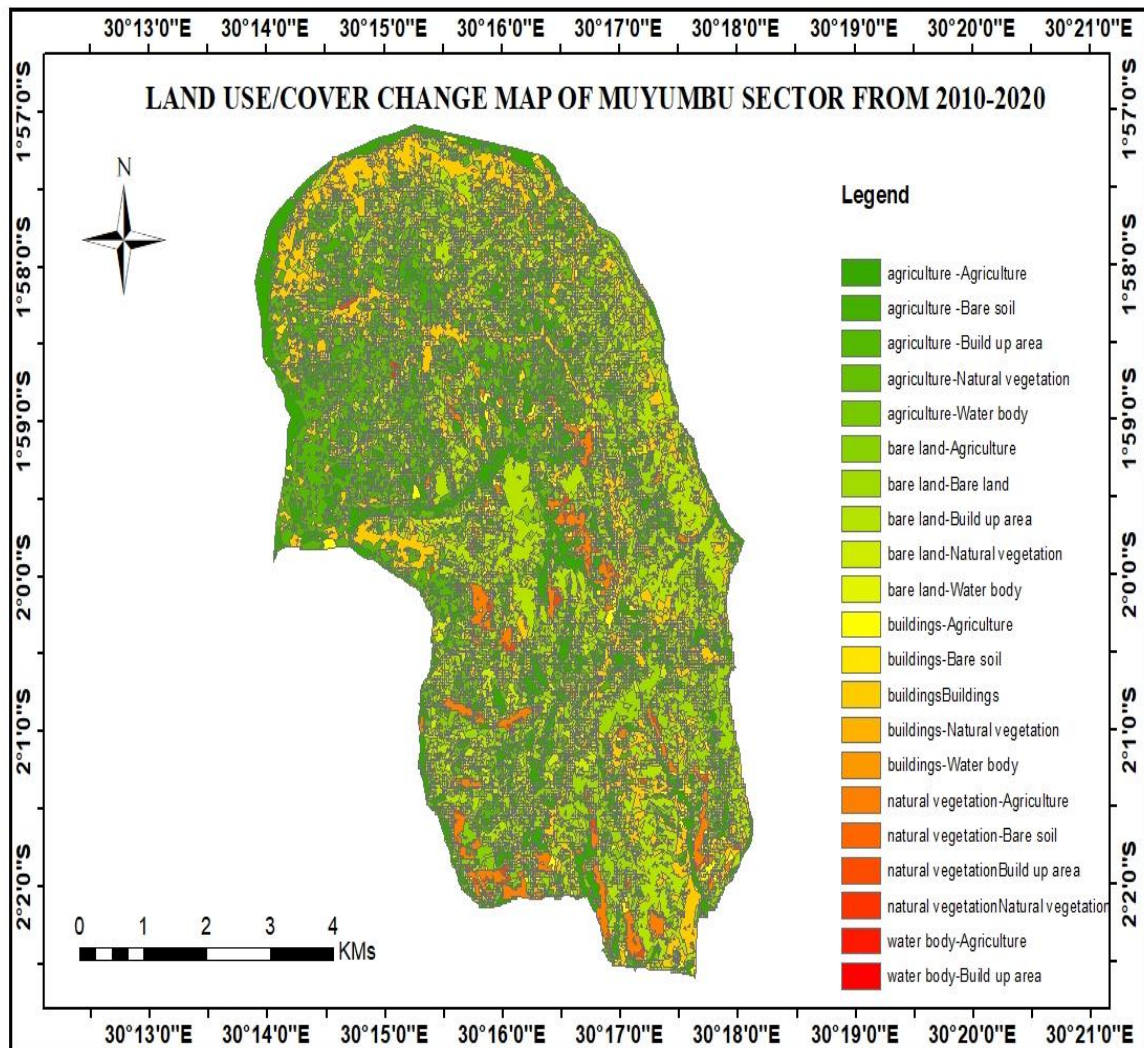 30°13'0"E 30°14'0"E 30°15'0"E 30°16'0"E 30°17'0"E 30°18'0"E 30°19'0"E 30°20'0"E 30°21'0"E
LAND USE/COVER CHANGE MAP OF MUYUMBU SECTOR FROM 2010-2020
1°57'0"S
1°58'0"S
1°59'0"S
2°0'0"S
2°1'0"S
2°2'0"S
N
Legend
agriculture -Agriculture
agriculture -Bare soil
agriculture -Build up area
agriculture-Natural vegetation
agriculture-Water body
bare land-Agriculture
bare land-Bare land
bare land-Build up area
bare land-Natural vegetation
bare land-Water body
buildings-Agriculture
buildings-Bare soil
buildingsBuildings
buildings-Natural vegetation
buildings-Water body
natural vegetation-Agriculture
natural vegetation-Bare soil
natural vegetationBuild up area
natural vegetationNatural vegetation
water body-Agriculture
water body-Build up area
0 1 2 3 4
KMs
1°57'0"S
1°58'0"S
1°59'0"S
2°0'0"S
2°1'0"S
2°2'0"S
30°13'0"E 30°14'0"E 30°15'0"E 30°16'0"E 30°17'0"E 30°18'0"E 30°19'0"E 30°20'0"E 30°21'0"E